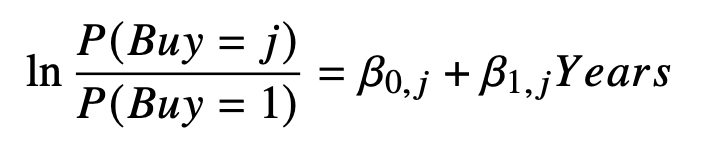 ln P(Buy = j) / P(Buy = 1) = β₀,ⱼ + β₁,ⱼYears